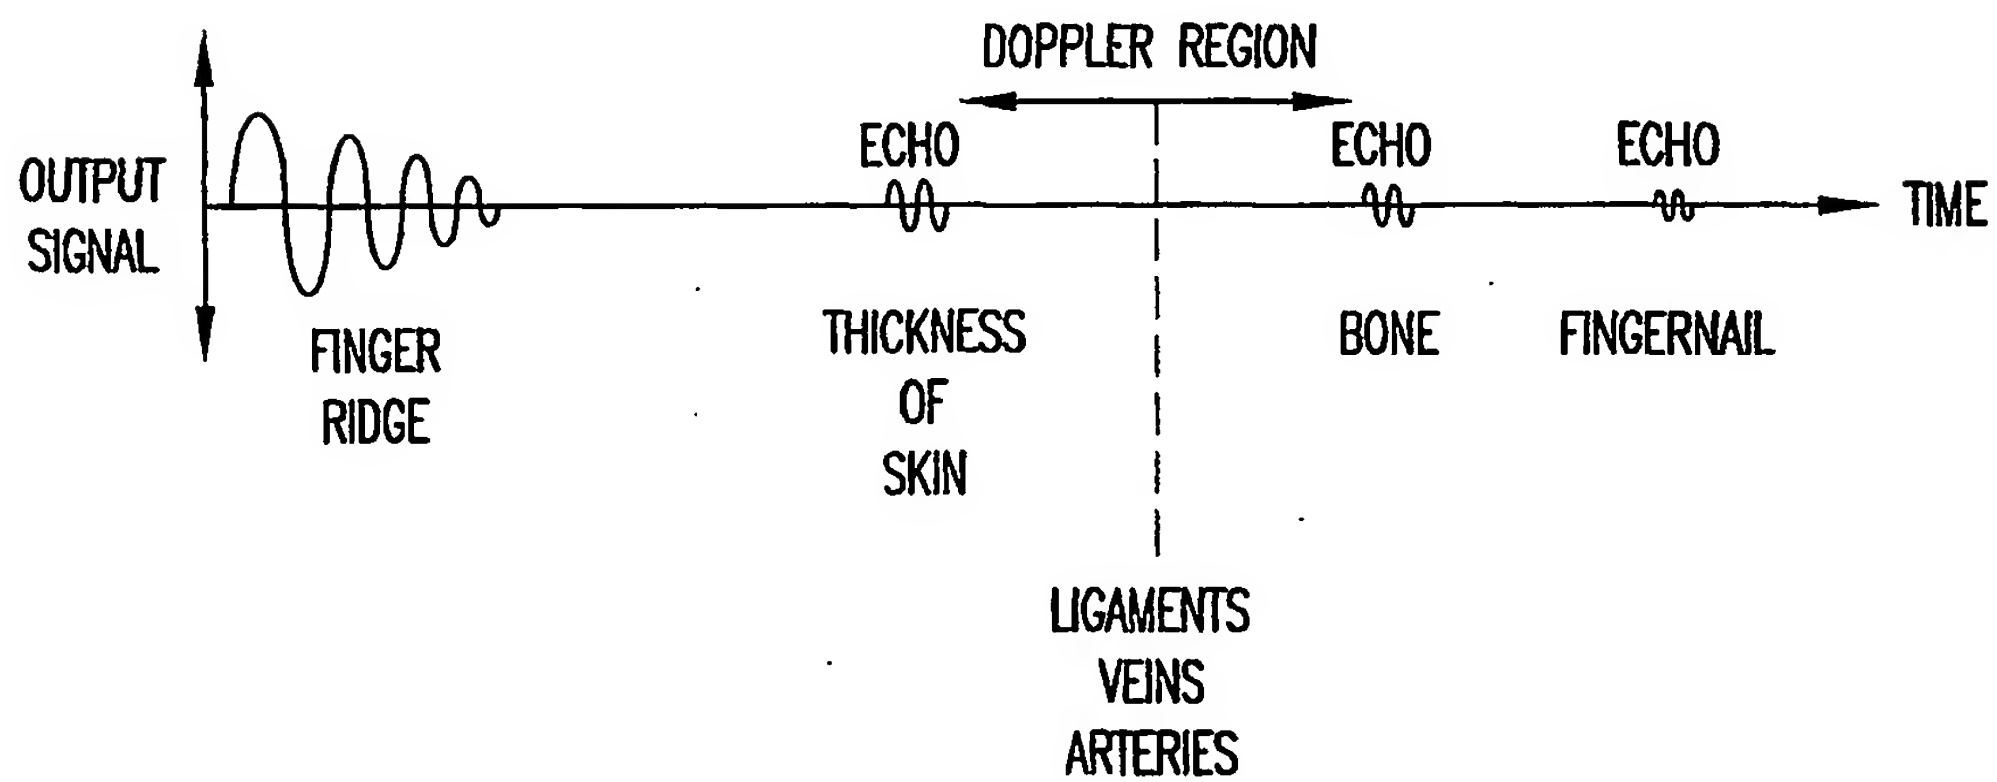 DOPPLER REGION
ECHO
ECHO
ECHO
OUTPUT
SIGNAL
TIME
FINGER
RIDGE
THICKNESS
OF
SKIN
BONE
FINGERNAIL
LIGAMENTS
VEINS
ARTERIES